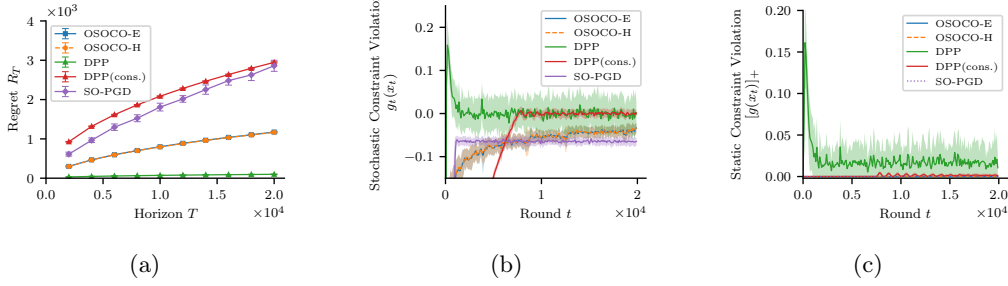 ×10³
4
3
2
1
0
Regret R_T
OSOCO-E
OSOCO-H
DPP
DPP(cons.)
SO-PGD
0.0 0.5 1.0 1.5 2.0
×10⁴
Horizon T
(a)
Stochastic Constraint Violation
g_t(x_t)
0.2
0.1
0.0
−0.1
OSOCO-E
OSOCO-H
DPP
DPP(cons.)
SO-PGD
0 1 2
×10⁴
Round t
(b)
Static Constraint Violation
[g(x_t)]_+
0.20
0.15
0.10
0.05
0.00
OSOCO-E
OSOCO-H
DPP
DPP(cons.)
SO-PGD
0.0 0.5 1.0 1.5 2.0
×10⁴
Round t
(c)